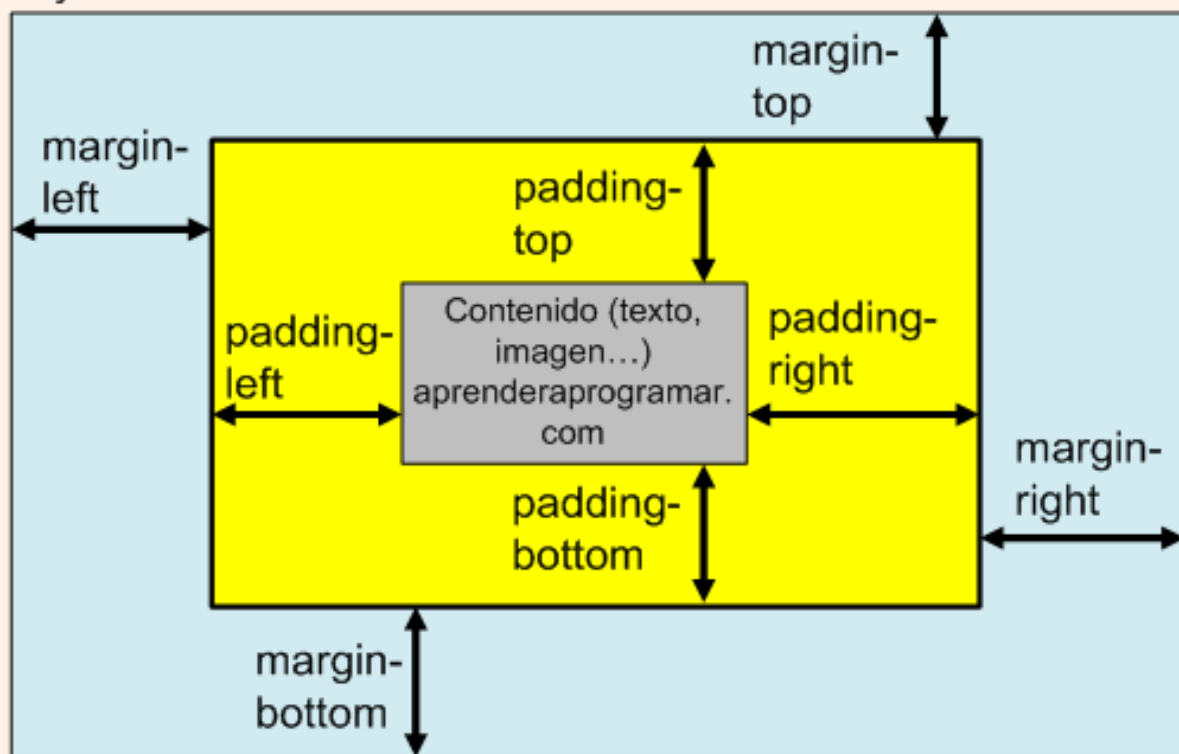 margin-
top
margin-
left
padding-
top
Contenido (texto,
imagen…)
aprenderaprogramar.
com
padding-
left
padding-
right
margin-
right
padding-
bottom
margin-
bottom